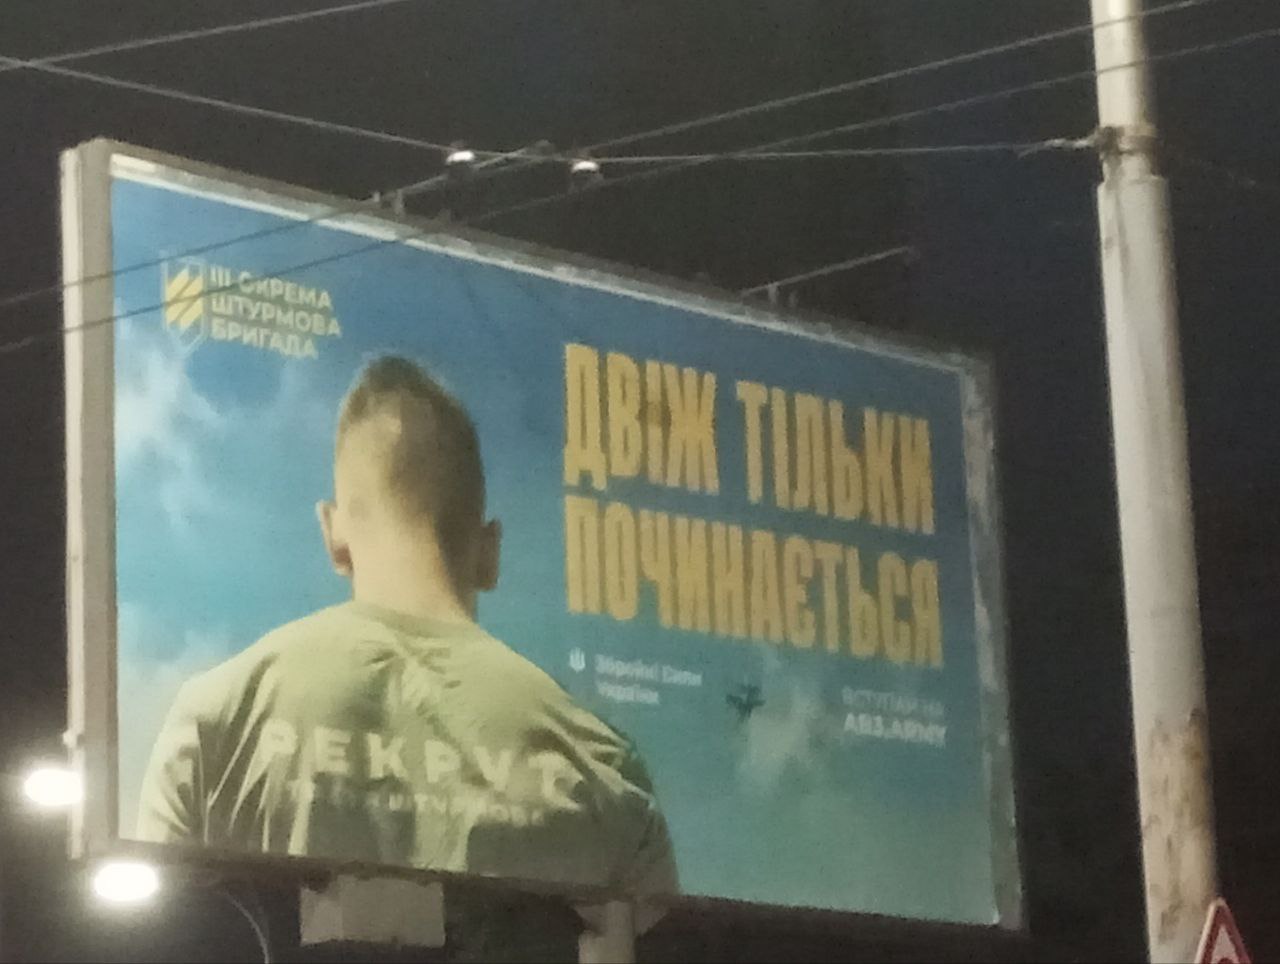 ІІІ ОКРЕМА
ШТУРМОВА
БРИГАДА
ДВІЖ ТІЛЬКИ
ПОЧИНАЄТЬСЯ
Збройні Сили
України
ВСТУПАЙ НА
AB3.ARMY
РЕКРУТ